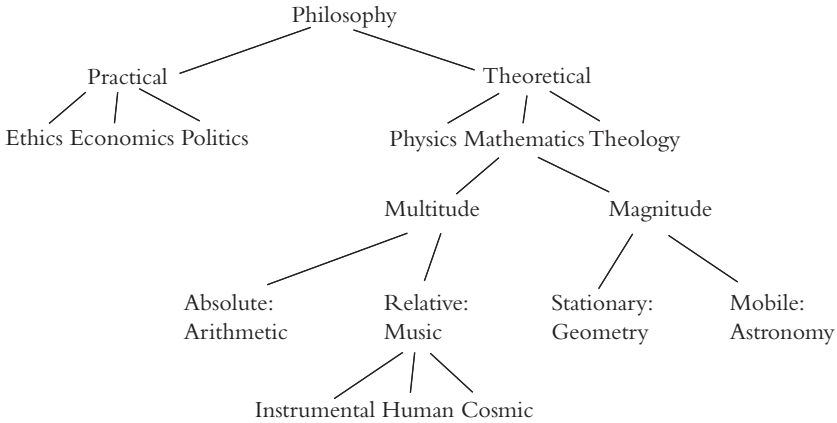 Philosophy
Practical Theoretical
Ethics Economics Politics Physics Mathematics Theology
Multitude Magnitude
Absolute: Relative: Stationary: Mobile:
Arithmetic Music Geometry Astronomy
Instrumental Human Cosmic